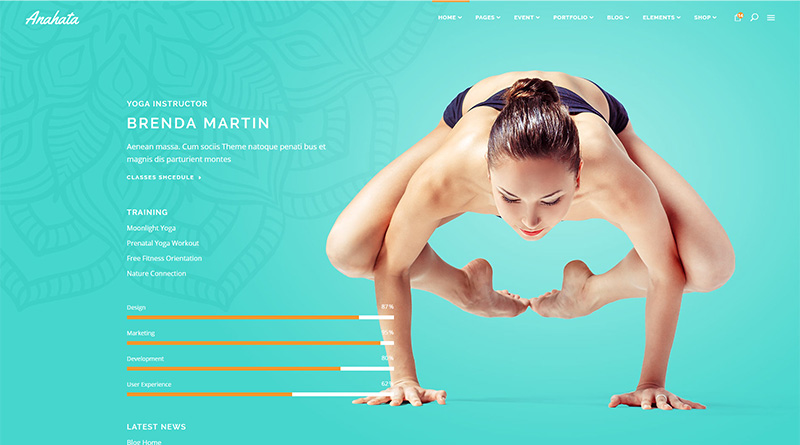 Anahata
HOME PAGES EVENT PORTFOLIO BLOG ELEMENTS SHOP
YOGA INSTRUCTOR
BRENDA MARTIN
Aenean massa. Cum sociis Theme natoque penati bus et
magnis dis parturient montes
CLASSES SHCEDULE >
TRAINING
Moonlight Yoga
Prenatal Yoga Workout
Free Fitness Orientation
Nature Connection
Design 87%
Marketing 95%
Development 80%
User Experience 62%
LATEST NEWS
Blog Home